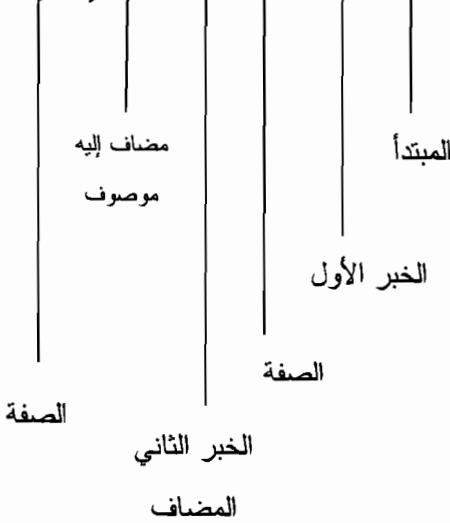 المبتدأ
مضاف إليه
موصوف
الخبر الأول
الصفة
الصفة
الخبر الثاني
المضاف